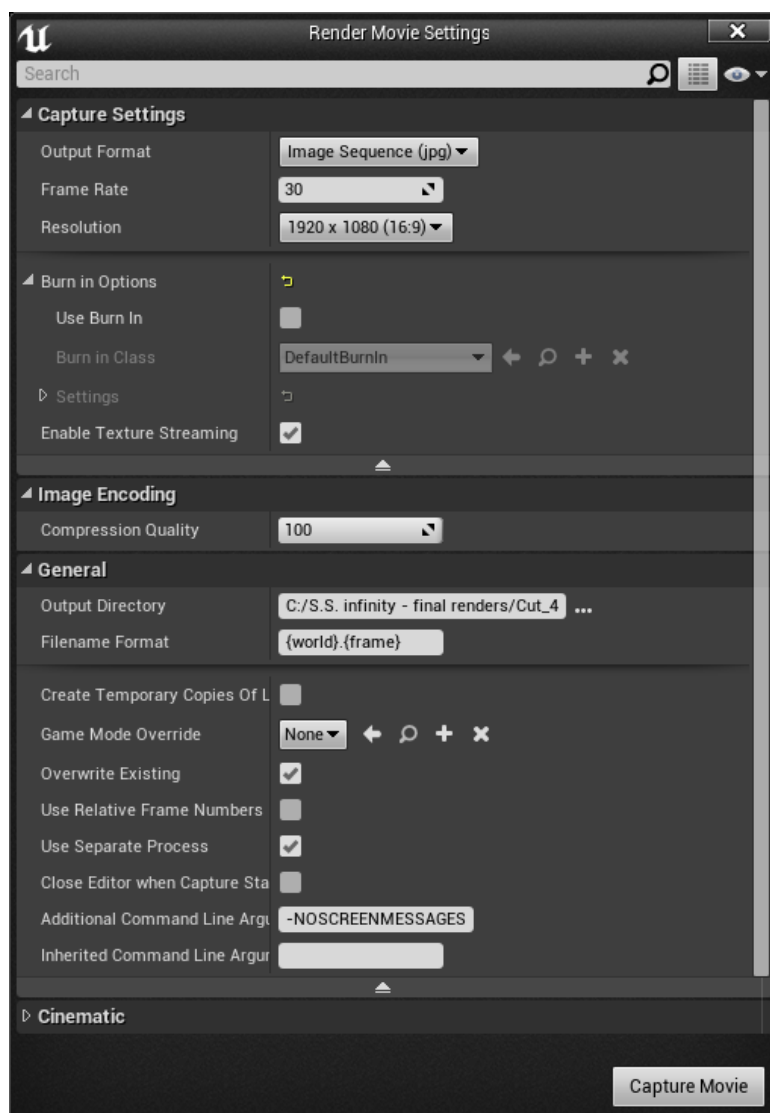 Render Movie Settings
Search
Capture Settings
Output Format Image Sequence (jpg)
Frame Rate 30
Resolution 1920 x 1080 (16:9)
Burn in Options
Use Burn In
Burn in Class DefaultBurnIn
Settings
Enable Texture Streaming
Image Encoding
Compression Quality 100
General
Output Directory C:/S.S. infinity - final renders/Cut_4 ...
Filename Format {world}.{frame}
Create Temporary Copies Of L
Game Mode Override None
Overwrite Existing
Use Relative Frame Numbers
Use Separate Process
Close Editor when Capture Sta
Additional Command Line Argu -NOSCREENMESSAGES
Inherited Command Line Argur
Cinematic
Capture Movie